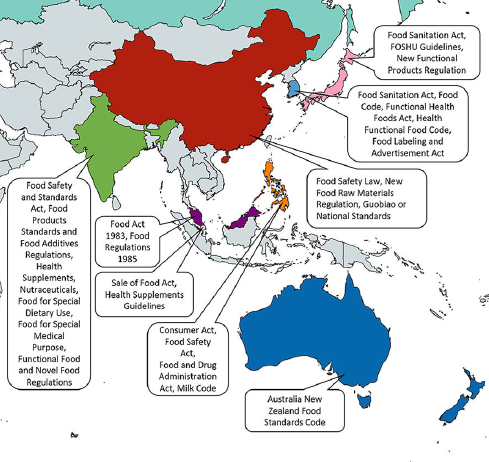 Food Sanitation Act,
FOSHU Guidelines,
New Functional
Products Regulation
Food Sanitation Act, Food
Code, Functional Health
Foods Act, Health
Functional Food Code,
Food Labeling and
Advertisement Act
Food Safety Law, New
Food Raw Materials
Regulation, Guobiao or
National Standards
Food Safety
and Standards
Act, Food
Products
Standards and
Food Additives
Regulations,
Health
Supplements,
Nutraceuticals,
Food for Special
Dietary Use,
Food for Special
Medical
Purpose,
Functional Food
and Novel Food
Regulations
Food Act
1983, Food
Regulations
1985
Sale of Food Act,
Health Supplements
Guidelines
Consumer Act,
Food Safety
Act,
Food and Drug
Administration
Act, Milk Code
Australia New
Zealand Food
Standards Code